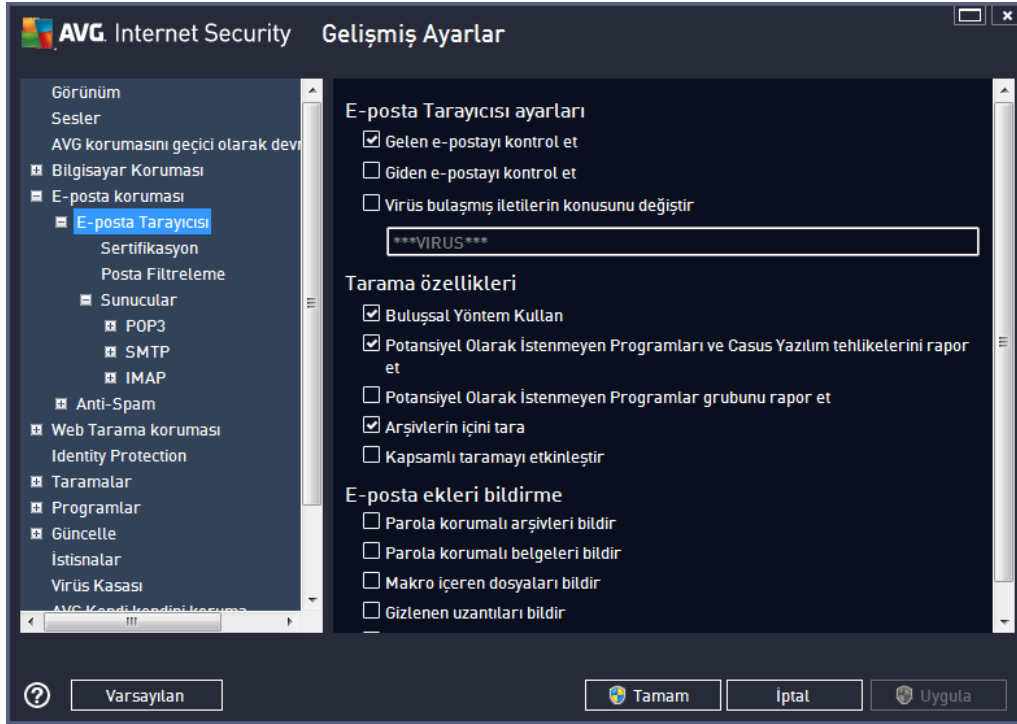 AVG. Internet Security Gelişmiş Ayarlar
Görünüm
Sesler
AVG korumasını geçici olarak devr
Bilgisayar Koruması
E-posta koruması
E-posta Tarayıcısı
Sertifikasyon
Posta Filtreleme
Sunucular
POP3
SMTP
IMAP
Anti-Spam
Web Tarama koruması
Identity Protection
Taramalar
Programlar
Güncelle
İstisnalar
Virüs Kasası
AVG Kendi kendini koruma
E-posta Tarayıcısı ayarları
Gelen e-postayı kontrol et
Giden e-postayı kontrol et
Virüs bulaşmış iletilerin konusunu değiştir
***VIRUS***
Tarama özellikleri
Buluşsal Yöntem Kullan
Potansiyel Olarak İstenmeyen Programları ve Casus Yazılım tehlikelerini rapor
et
Potansiyel Olarak İstenmeyen Programlar grubunu rapor et
Arşivlerin içini tara
Kapsamlı taramayı etkinleştir
E-posta ekleri bildirme
Parola korumalı arşivleri bildir
Parola korumalı belgeleri bildir
Makro içeren dosyaları bildir
Gizlenen uzantıları bildir
Varsayılan
Tamam
İptal
Uygula